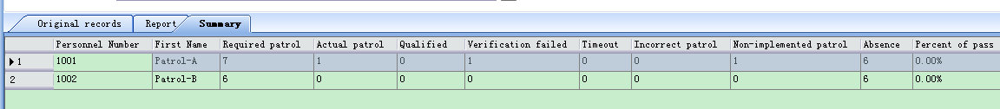 Original records Report Summary
Personnel Number First Name Required patrol Actual patrol Qualified Verification failed Timeout Incorrect patrol Non-implemented patrol Absence Percent of pass
1 1001 Patrol-A 7 1 0 1 0 0 1 6 0.00%
2 1002 Patrol-B 6 0 0 0 0 0 0 6 0.00%